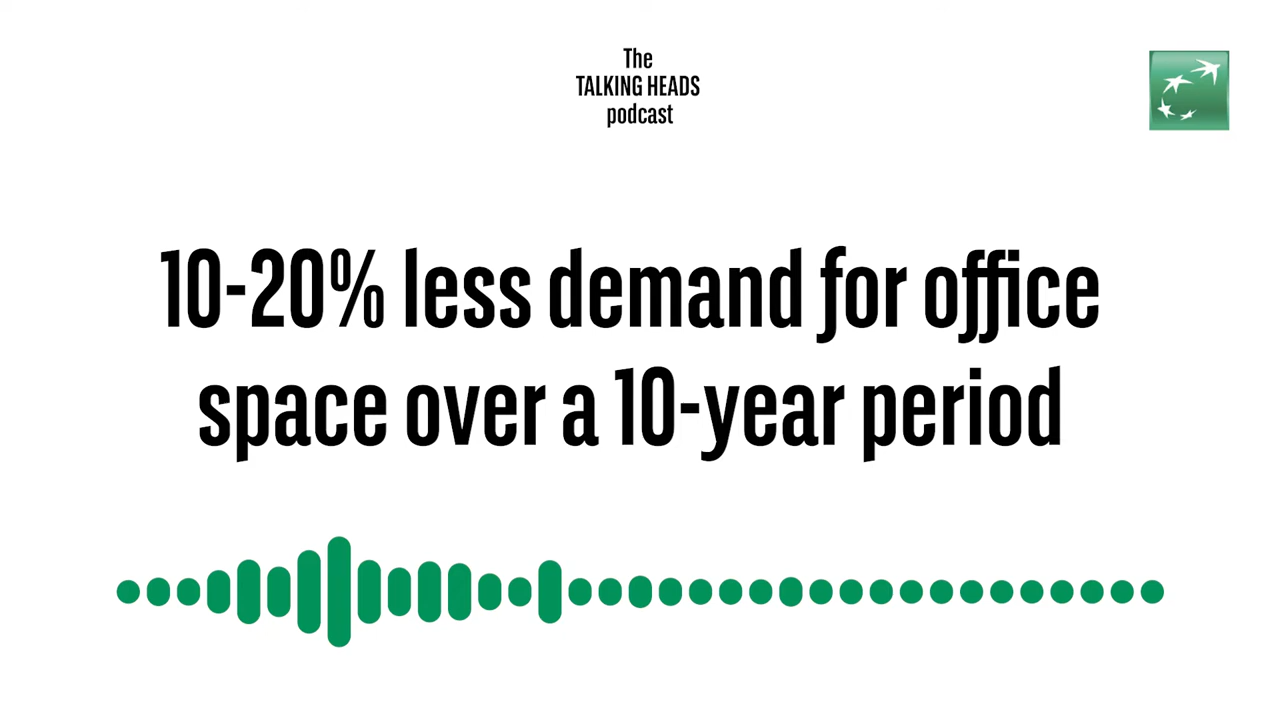 The
TALKING HEADS
podcast
10-20% less demand for office
space over a 10-year period